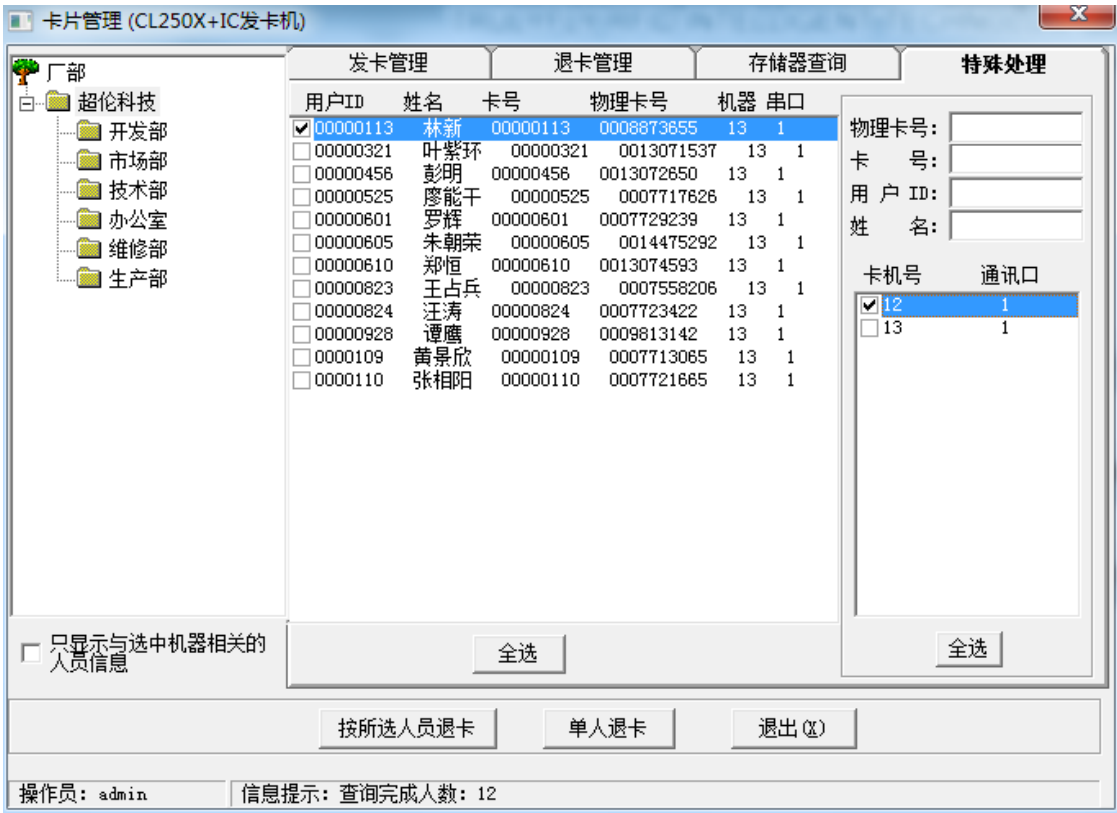 卡片管理 (CL250X+IC发卡机)
厂部
超伦科技
开发部
市场部
技术部
办公室
维修部
生产部
只显示与选中机器相关的
人员信息
发卡管理 退卡管理 存储器查询 特殊处理
用户ID 姓名 卡号 物理卡号 机器 串口
00000113 林新 00000113 0008873655 13 1
00000321 叶紫环 00000321 0013071537 13 1
00000456 彭明 00000456 0013072650 13 1
00000525 廖能干 00000525 0007717626 13 1
00000601 罗辉 00000601 0007729239 13 1
00000605 朱朝荣 00000605 0014475292 13 1
00000610 郑恒 00000610 0013074593 13 1
00000823 王占兵 00000823 0007558206 13 1
00000824 汪涛 00000824 0007723422 13 1
00000928 谭鹰 00000928 0009813142 13 1
0000109 黄景欣 00000109 0007713065 13 1
0000110 张相阳 00000110 0007721665 13 1
全选
物理卡号:
卡 号:
用 户 ID:
姓 名:
卡机号 通讯口
12 1
13 1
全选
按所选人员退卡 单人退卡 退出(X)
操作员: admin 信息提示: 查询完成人数: 12